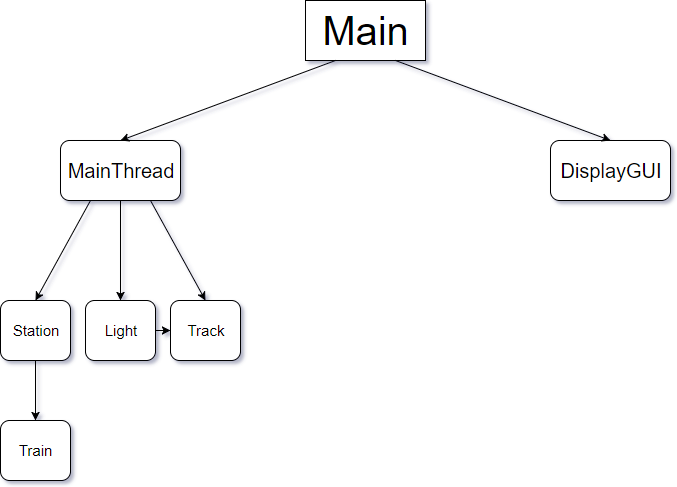 Main
MainThread
DisplayGUI
Station
Light
Track
Train